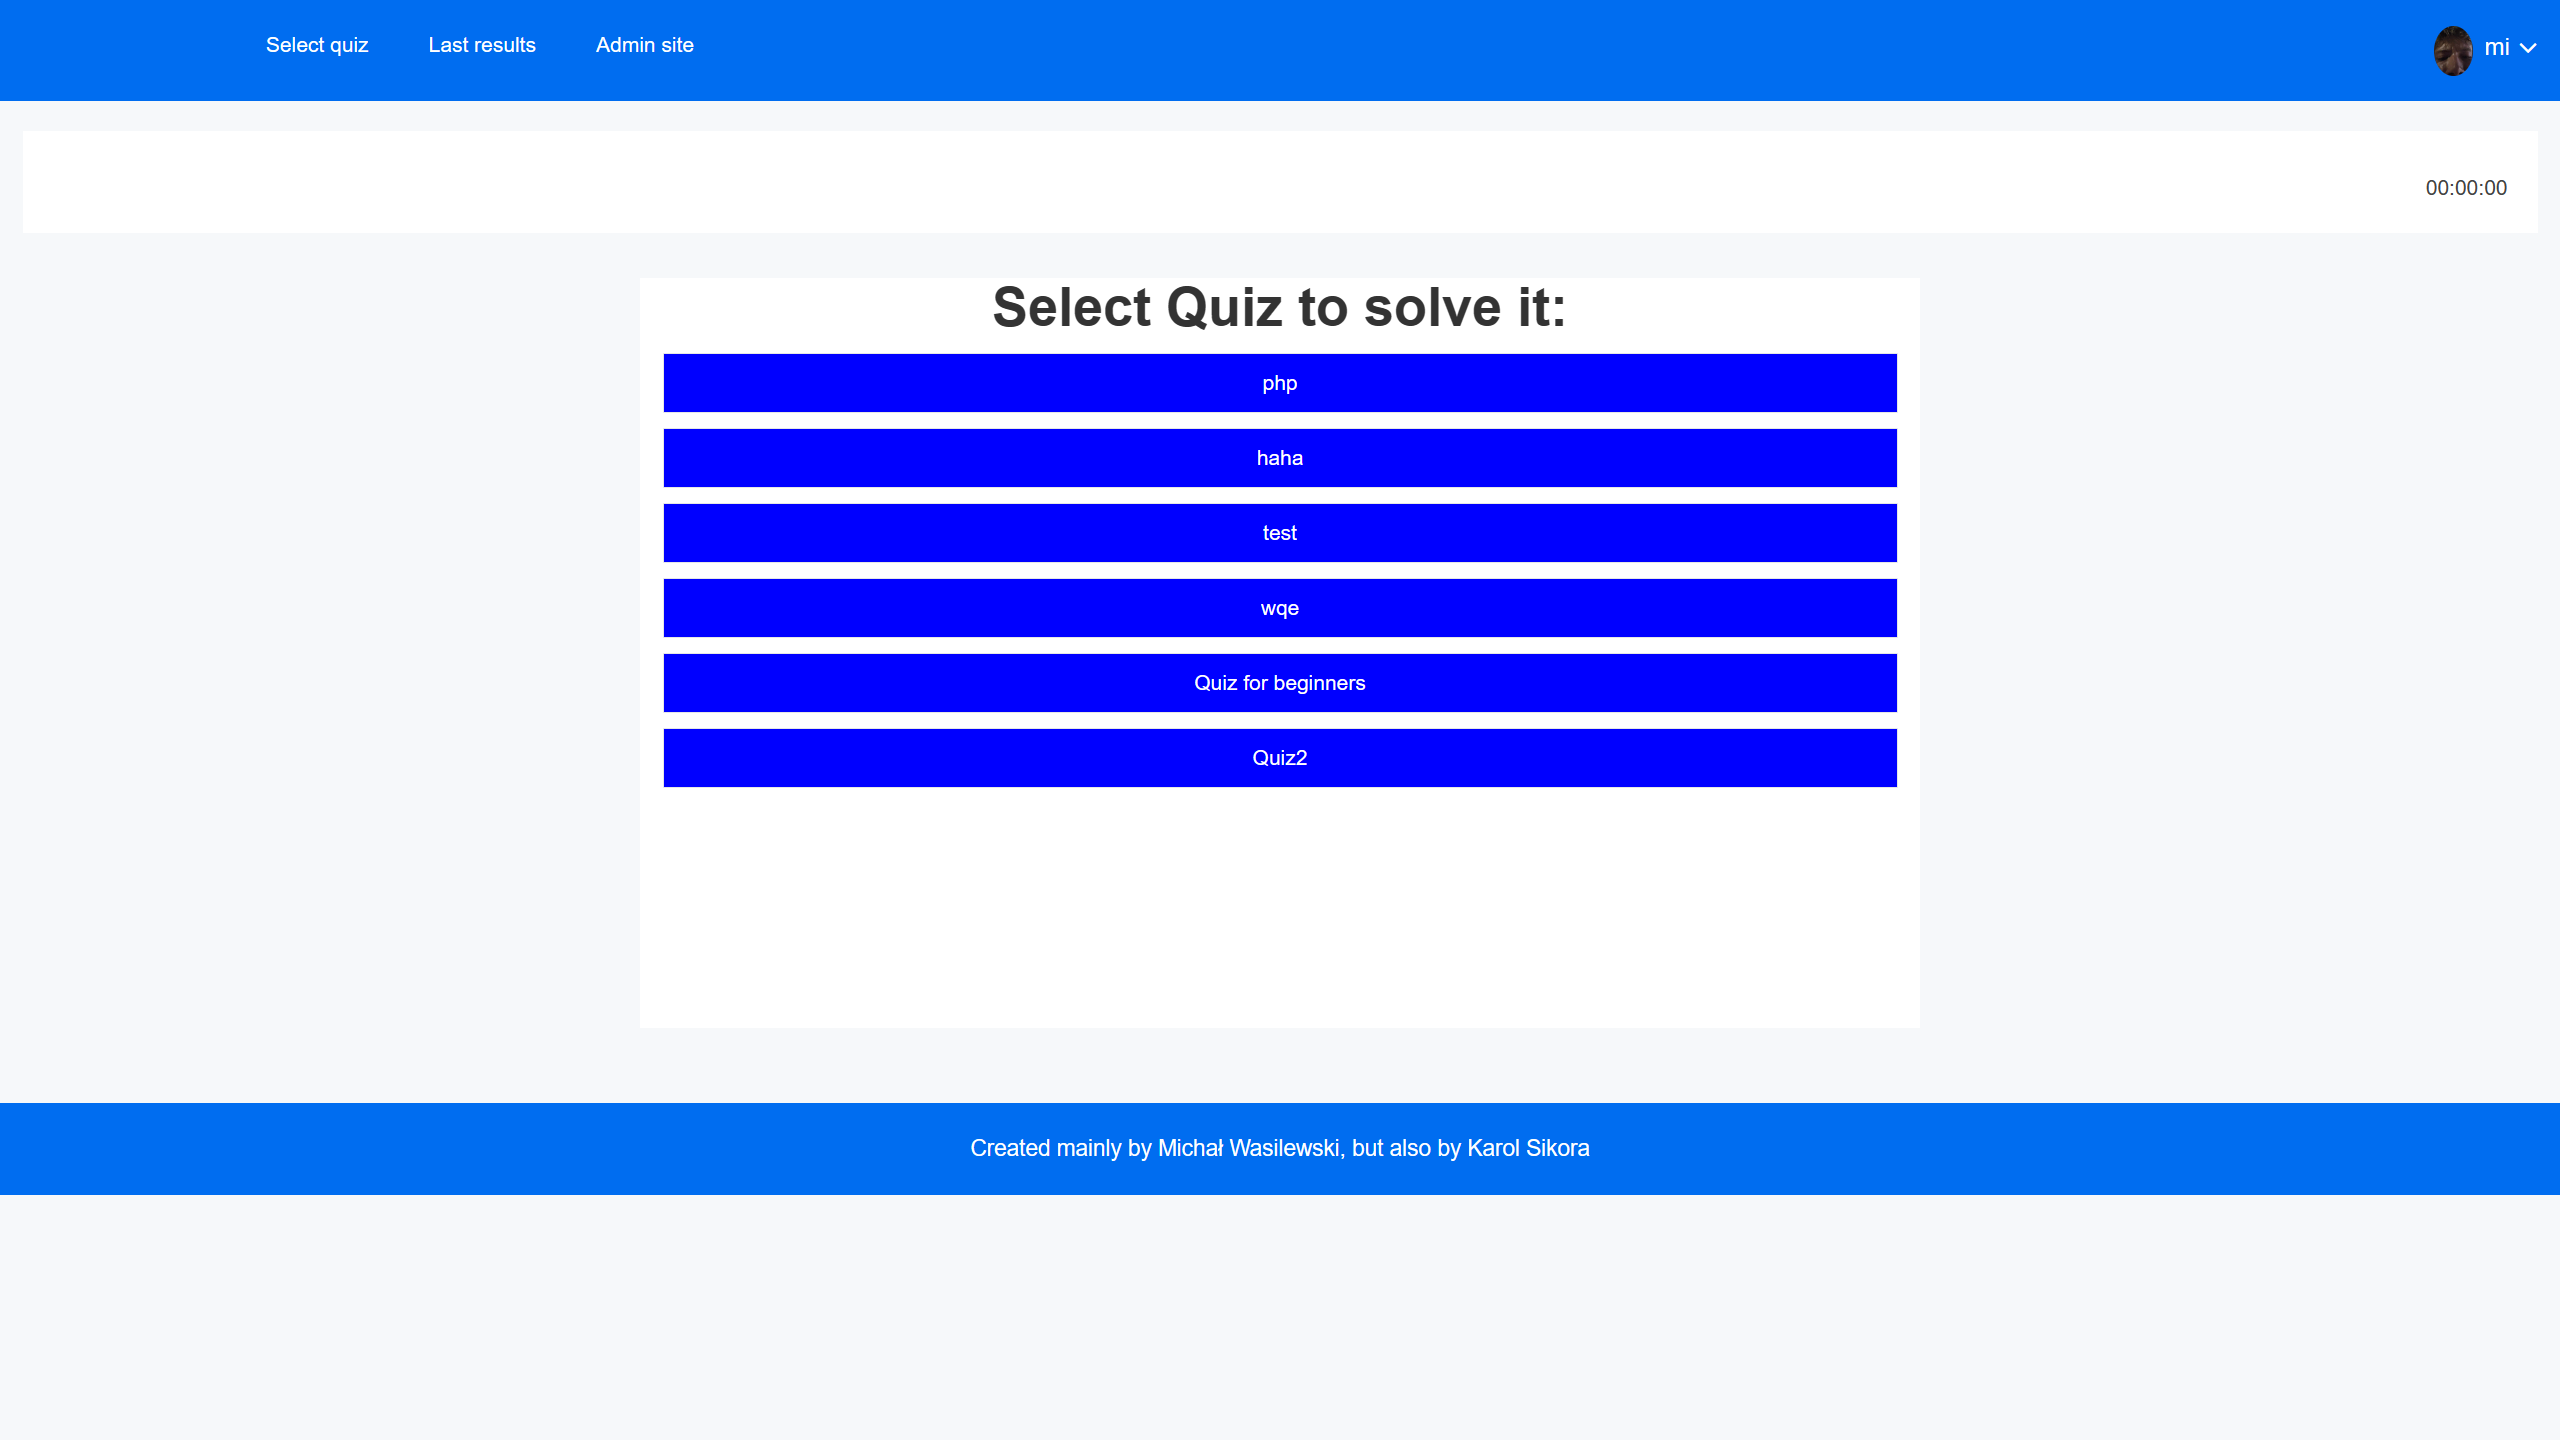 Select quiz Last results Admin site mi
00:00:00
Select Quiz to solve it:
php
haha
test
wqe
Quiz for beginners
Quiz2
Created mainly by Michał Wasilewski, but also by Karol Sikora